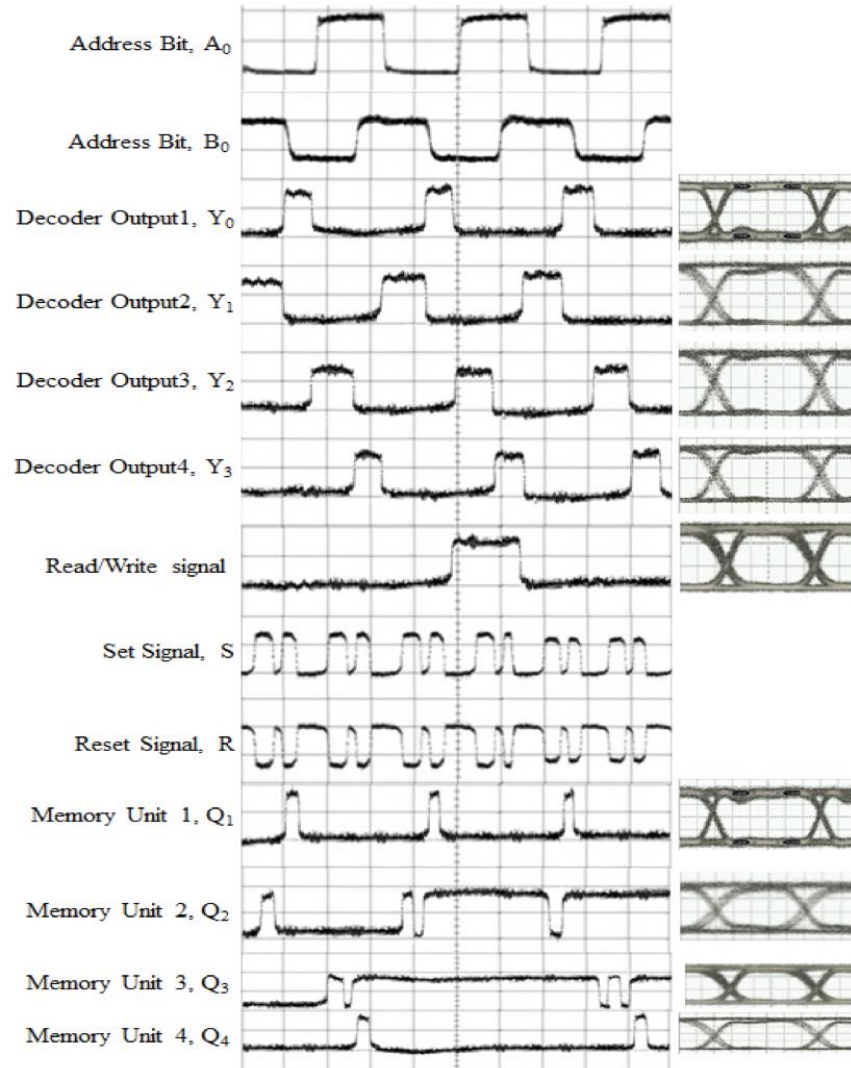 Address Bit, A₀
Address Bit, B₀
Decoder Output1, Y₀
Decoder Output2, Y₁
Decoder Output3, Y₂
Decoder Output4, Y₃
Read/Write signal
Set Signal, S
Reset Signal, R
Memory Unit 1, Q₁
Memory Unit 2, Q₂
Memory Unit 3, Q₃
Memory Unit 4, Q₄